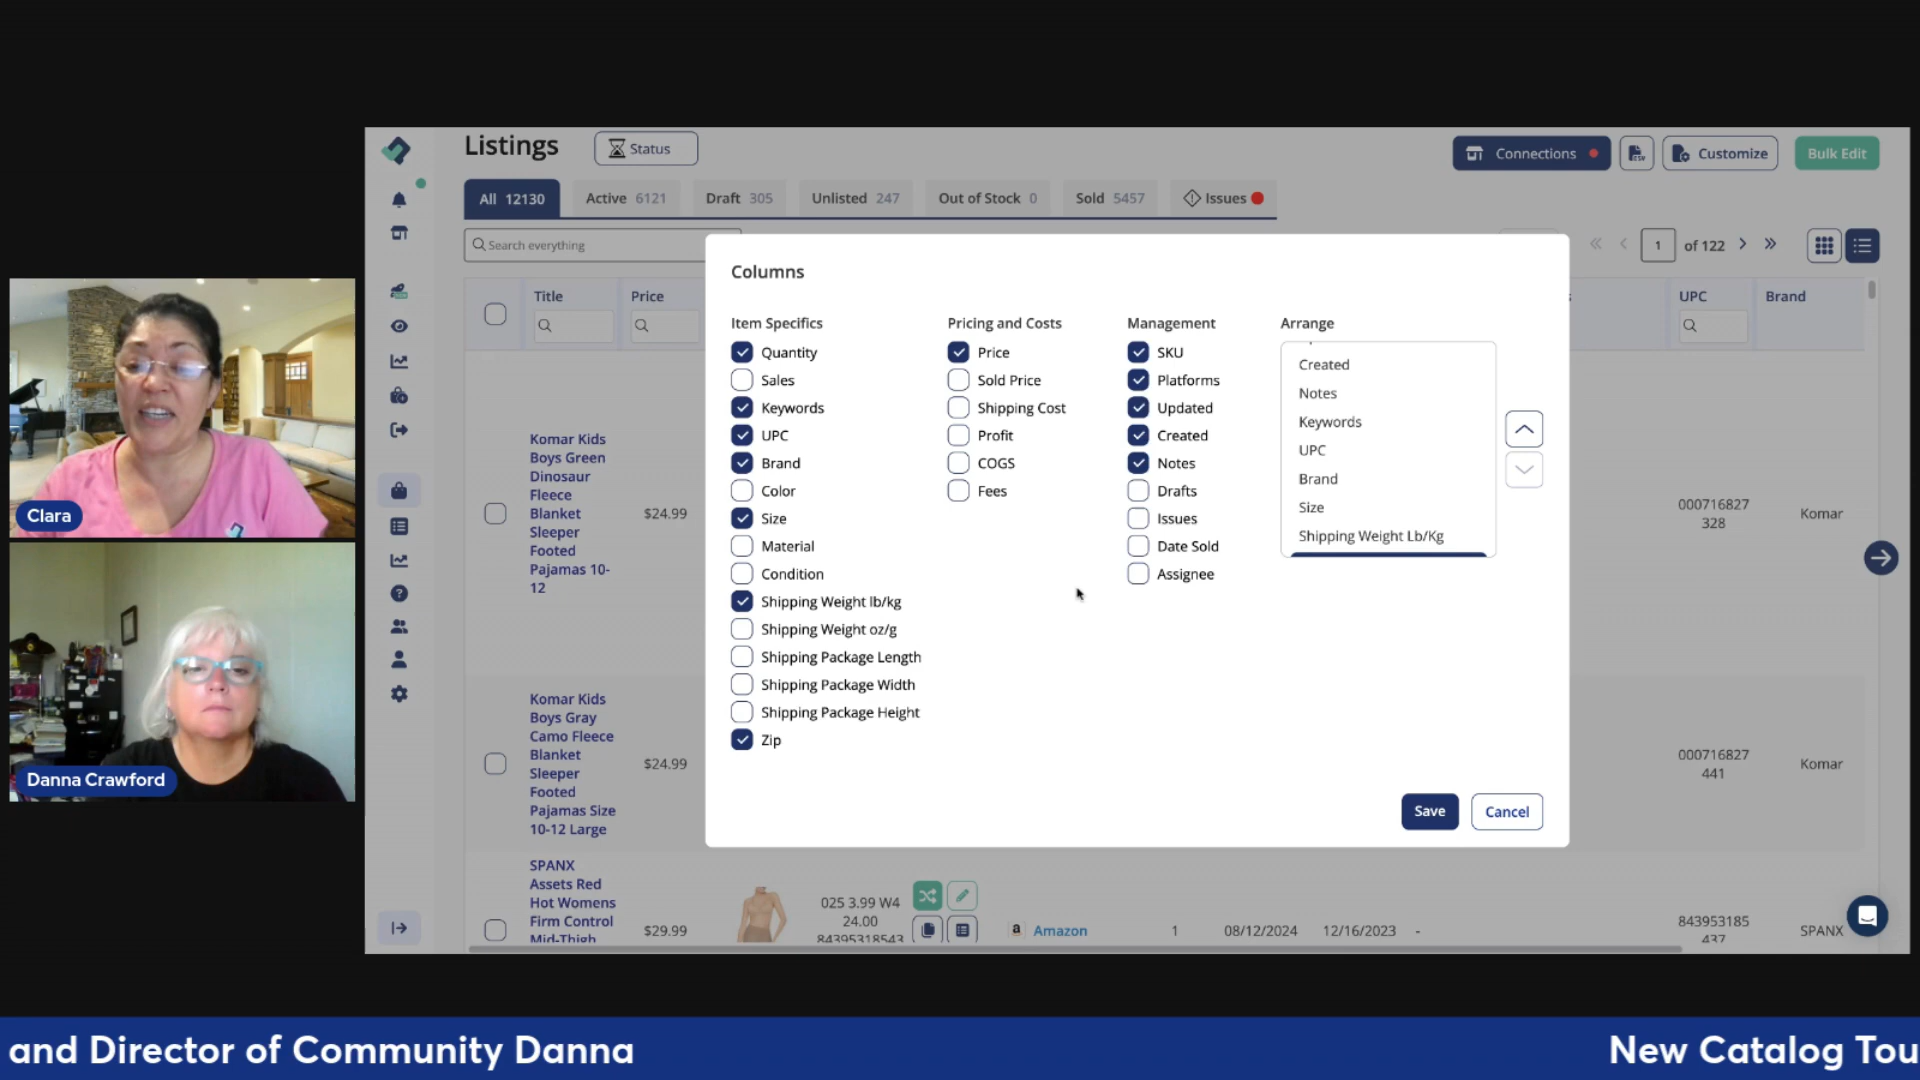 Listings
Status
Connections
CSV
Customize
Bulk Edit
All 12130
Active 6121
Draft 305
Unlisted 247
Out of Stock 0
Sold 5457
Issues
Search everything
1 of 122
Title
Price
UPC
Brand
Columns
Item Specifics
Quantity
Sales
Keywords
UPC
Brand
Color
Size
Material
Condition
Shipping Weight lb/kg
Shipping Weight oz/g
Shipping Package Length
Shipping Package Width
Shipping Package Height
Zip
Pricing and Costs
Price
Sold Price
Shipping Cost
Profit
COGS
Fees
Management
SKU
Platforms
Updated
Created
Notes
Drafts
Issues
Date Sold
Assignee
Arrange
Created
Notes
Keywords
UPC
Brand
Size
Shipping Weight Lb/Kg
Save
Cancel
Komar Kids
Boys Green
Dinosaur
Fleece
Blanket
Sleeper
Footed
Pajamas 10-
12
$24.99
000716827
328
Komar
Komar Kids
Boys Gray
Camo Fleece
Blanket
Sleeper
Footed
Pajamas Size
10-12 Large
$24.99
000716827
441
Komar
SPANX
Assets Red
Hot Womens
Firm Control
Mid-Thigh
$29.99
025 3.99 W4
24.00
84395318543
a Amazon
1
08/12/2024
12/16/2023
-
843953185
437
SPANX
Clara
Danna Crawford
and Director of Community Danna
New Catalog Tou